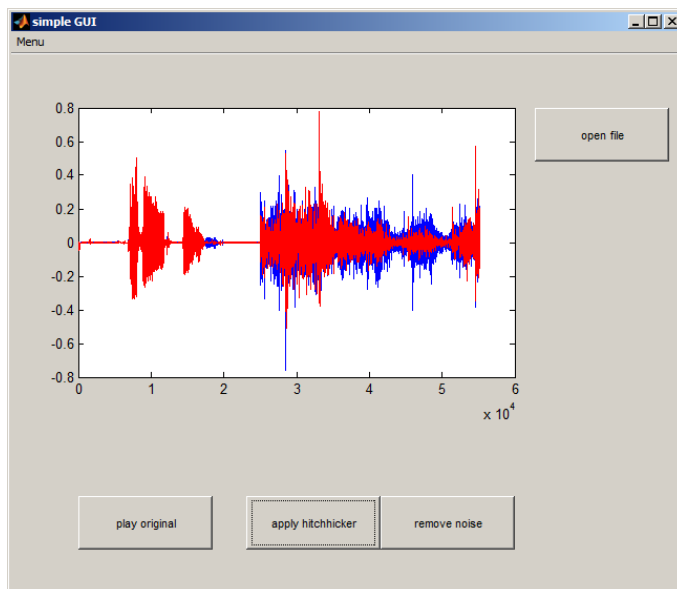 simple GUI
Menu
0.8
0.6
0.4
0.2
0
-0.2
-0.4
-0.6
-0.8
0 1 2 3 4 5 6
x 10^4
open file
play original apply hitchhicker remove noise